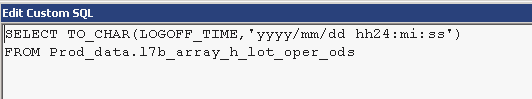 Edit Custom SQL
SELECT TO_CHAR(LOGOFF_TIME,'yyyy/mm/dd hh24:mi:ss')
FROM Prod_data.l7b_array_h_lot_oper_ods